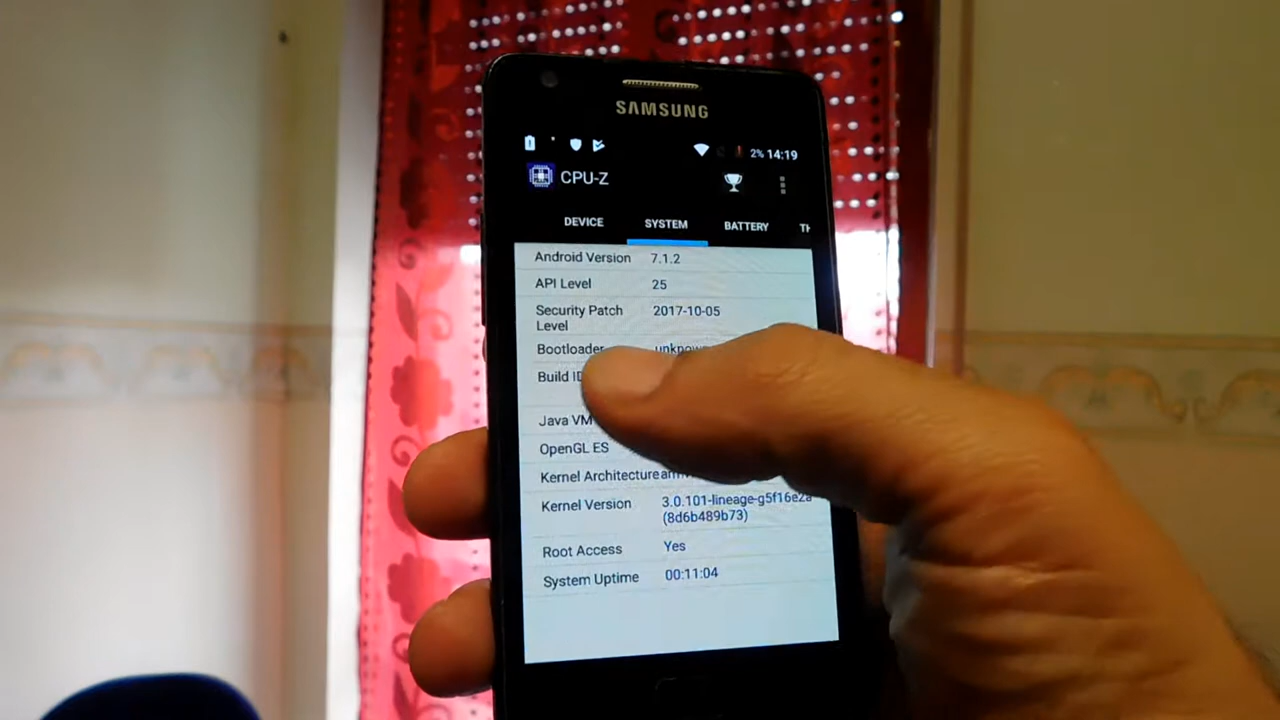 SAMSUNG
2% 14:19
CPU-Z
DEVICE SYSTEM BATTERY TH
Android Version 7.1.2
API Level 25
Security Patch Level 2017-10-05
Bootloader
Build ID
Java VM
OpenGL ES
Kernel Architecture
Kernel Version 3.0.101-lineage-g5f16e2a
(8d6b489b73)
Root Access Yes
System Uptime 00:11:04